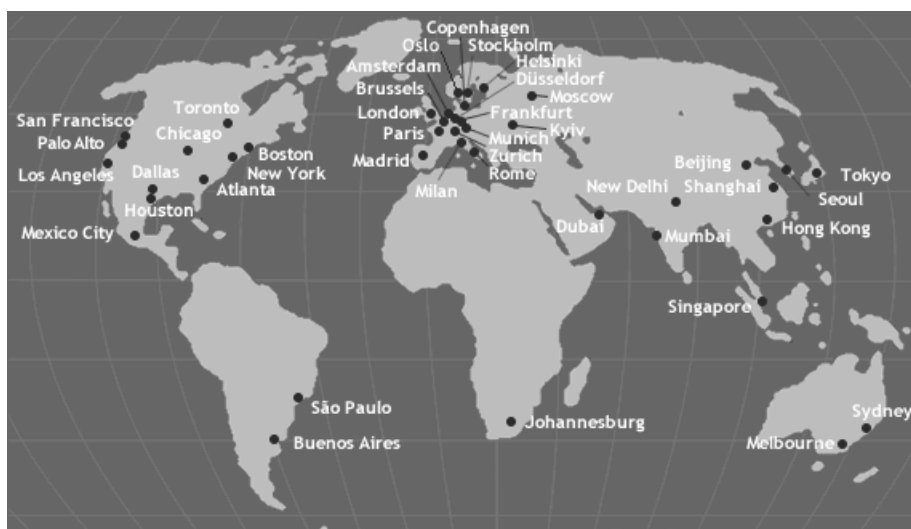 Copenhagen
Oslo
Stockholm
Amsterdam
Helsinki
Brussels
Düsseldorf
Moscow
London
Frankfurt
Paris
Kyiv
Munich
Madrid
Zurich
Milan
Rome
Toronto
San Francisco
Chicago
Palo Alto
Boston
Los Angeles
Dallas
New York
Atlanta
Houston
Mexico City
Beijing
Tokyo
New Delhi
Shanghai
Seoul
Dubai
Mumbai
Hong Kong
Singapore
São Paulo
Buenos Aires
Johannesburg
Sydney
Melbourne